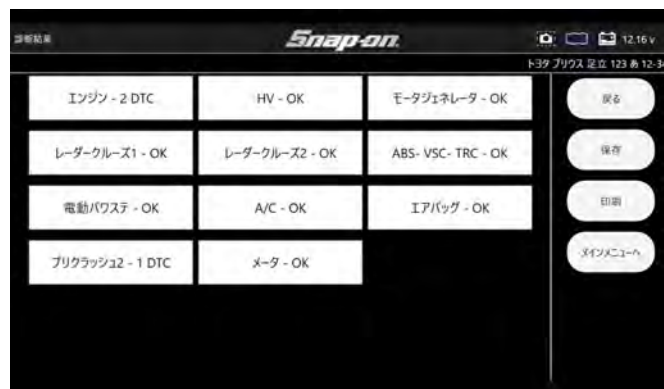 診断結果
Snap-on
12.16 v
トヨタ プリウス 足立 123 あ 12-34
エンジン - 2 DTC
HV - OK
モータジェネレータ - OK
戻る
レーダークルーズ1 - OK
レーダークルーズ2 - OK
ABS- VSC- TRC - OK
保存
電動パワステ - OK
A/C - OK
エアバッグ - OK
印刷
プリクラッシュ2 - 1 DTC
メータ - OK
メインメニューへ